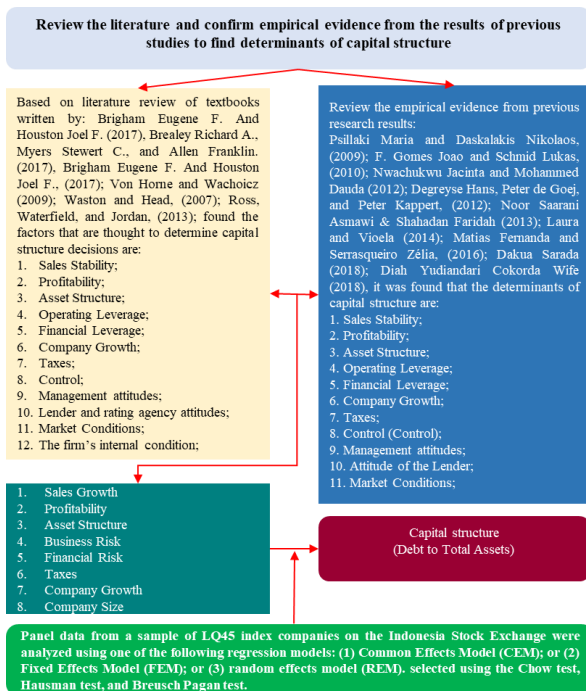 Review the literature and confirm empirical evidence from the results of previous
studies to find determinants of capital structure
Based on literature review of textbooks
written by: Brigham Eugene F. And
Houston Joel F. (2017), Brealey Richard A.,
Myers Stewert C., and Allen Franklin.
(2017), Brigham Eugene F. And Houston
Joel F., (2017); Von Horne and Wachoicz
(2009); Waston and Head, (2007); Ross,
Waterfield, and Jordan, (2013); found the
factors that are thought to determine capital
structure decisions are:
1. Sales Stability;
2. Profitability;
3. Asset Structure;
4. Operating Leverage;
5. Financial Leverage;
6. Company Growth;
7. Taxes;
8. Control;
9. Management attitudes;
10. Lender and rating agency attitudes;
11. Market Conditions;
12. The firm's internal condition;
Review the empirical evidence from previous
research results:
Psillaki Maria and Daskalakis Nikolaos,
(2009); F. Gomes Joao and Schmid Lukas,
(2010); Nwachukwu Jacinta and Mohammed
Dauda (2012); Degreyse Hans, Peter de Goej,
and Peter Kappert, (2012); Noor Saarani
Asmawi & Shahadan Faridah (2013); Laura
and Vioela (2014); Matias Fernanda and
Serrasqueiro Zélia, (2016); Dakua Sarada
(2018); Diah Yudiandari Cokorda Wife
(2018), it was found that the determinants of
capital structure are:
1. Sales Stability;
2. Profitability;
3. Asset Structure;
4. Operating Leverage;
5. Financial Leverage;
6. Company Growth;
7. Taxes;
8. Control (Control);
9. Management attitudes;
10. Attitude of the Lender;
11. Market Conditions;
1. Sales Growth
2. Profitability
3. Asset Structure
4. Business Risk
5. Financial Risk
6. Taxes
7. Company Growth
8. Company Size
Capital structure
(Debt to Total Assets)
Panel data from a sample of LQ45 index companies on the Indonesia Stock Exchange were
analyzed using one of the following regression models: (1) Common Effects Model (CEM); or (2)
Fixed Effects Model (FEM); or (3) random effects model (REM). selected using the Chow test,
Hausman test, and Breusch Pagan test.